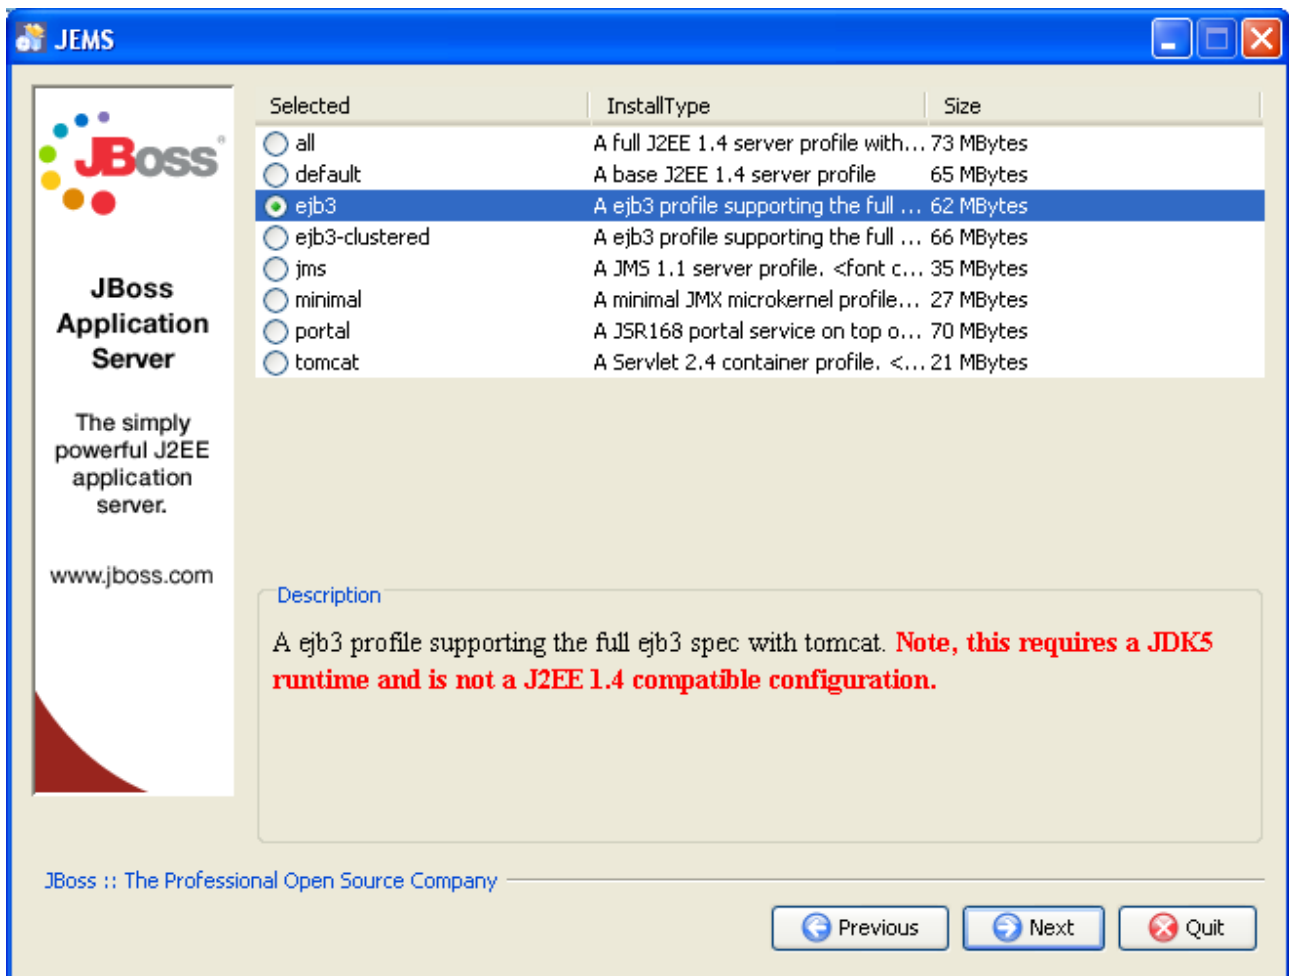 JEMS
Selected InstallType Size
all A full J2EE 1.4 server profile with... 73 MBytes
default A base J2EE 1.4 server profile 65 MBytes
ejb3 A ejb3 profile supporting the full ... 62 MBytes
ejb3-clustered A ejb3 profile supporting the full ... 66 MBytes
jms A JMS 1.1 server profile. <font c... 35 MBytes
minimal A minimal JMX microkernel profile... 27 MBytes
portal A JSR168 portal service on top o... 70 MBytes
tomcat A Servlet 2.4 container profile. <... 21 MBytes
JBoss®
JBoss
Application
Server
The simply
powerful J2EE
application
server.
www.jboss.com
Description
A ejb3 profile supporting the full ejb3 spec with tomcat. Note, this requires a JDK5
runtime and is not a J2EE 1.4 compatible configuration.
JBoss :: The Professional Open Source Company
Previous Next Quit